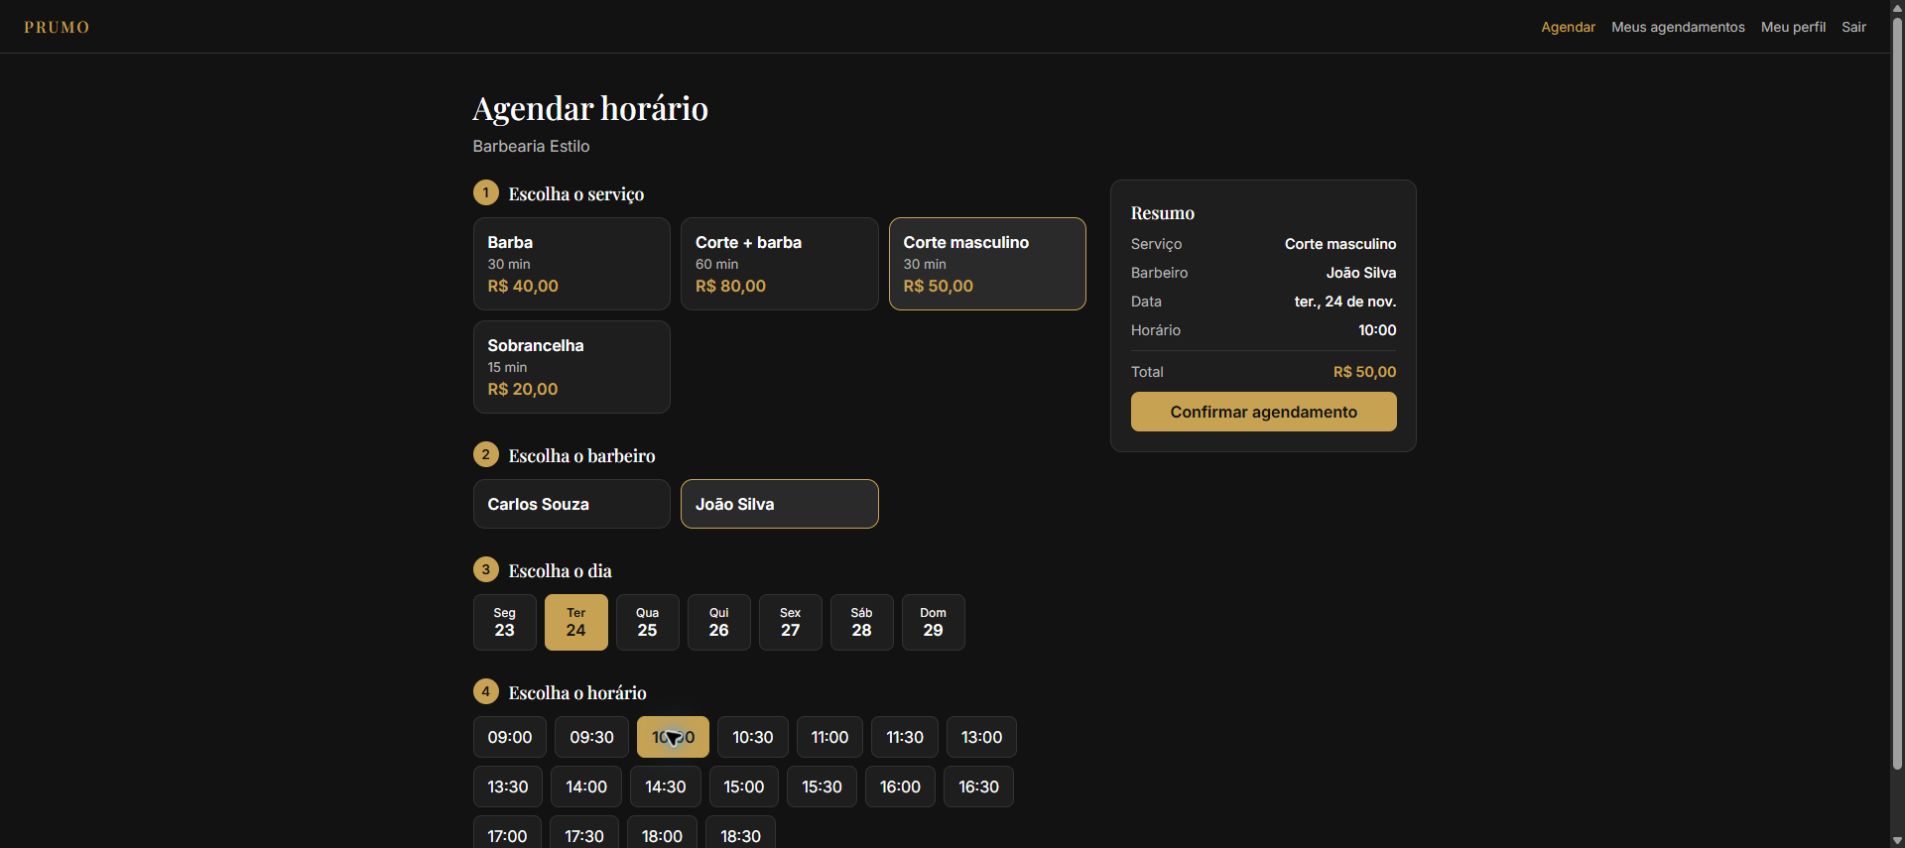 PRUMO
Agendar Meus agendamentos Meu perfil Sair
Agendar horário
Barbearia Estilo
1 Escolha o serviço
Barba
30 min
R$ 40,00
Corte + barba
60 min
R$ 80,00
Corte masculino
30 min
R$ 50,00
Sobrancelha
15 min
R$ 20,00
2 Escolha o barbeiro
Carlos Souza
João Silva
3 Escolha o dia
Seg
23
Ter
24
Qua
25
Qui
26
Sex
27
Sáb
28
Dom
29
4 Escolha o horário
09:00 09:30 10:30 11:00 11:30 13:00
13:30 14:00 14:30 15:00 15:30 16:00 16:30
17:00 17:30 18:00 18:30
Resumo
Serviço Corte masculino
Barbeiro João Silva
Data ter., 24 de nov.
Horário 10:00
Total R$ 50,00
Confirmar agendamento